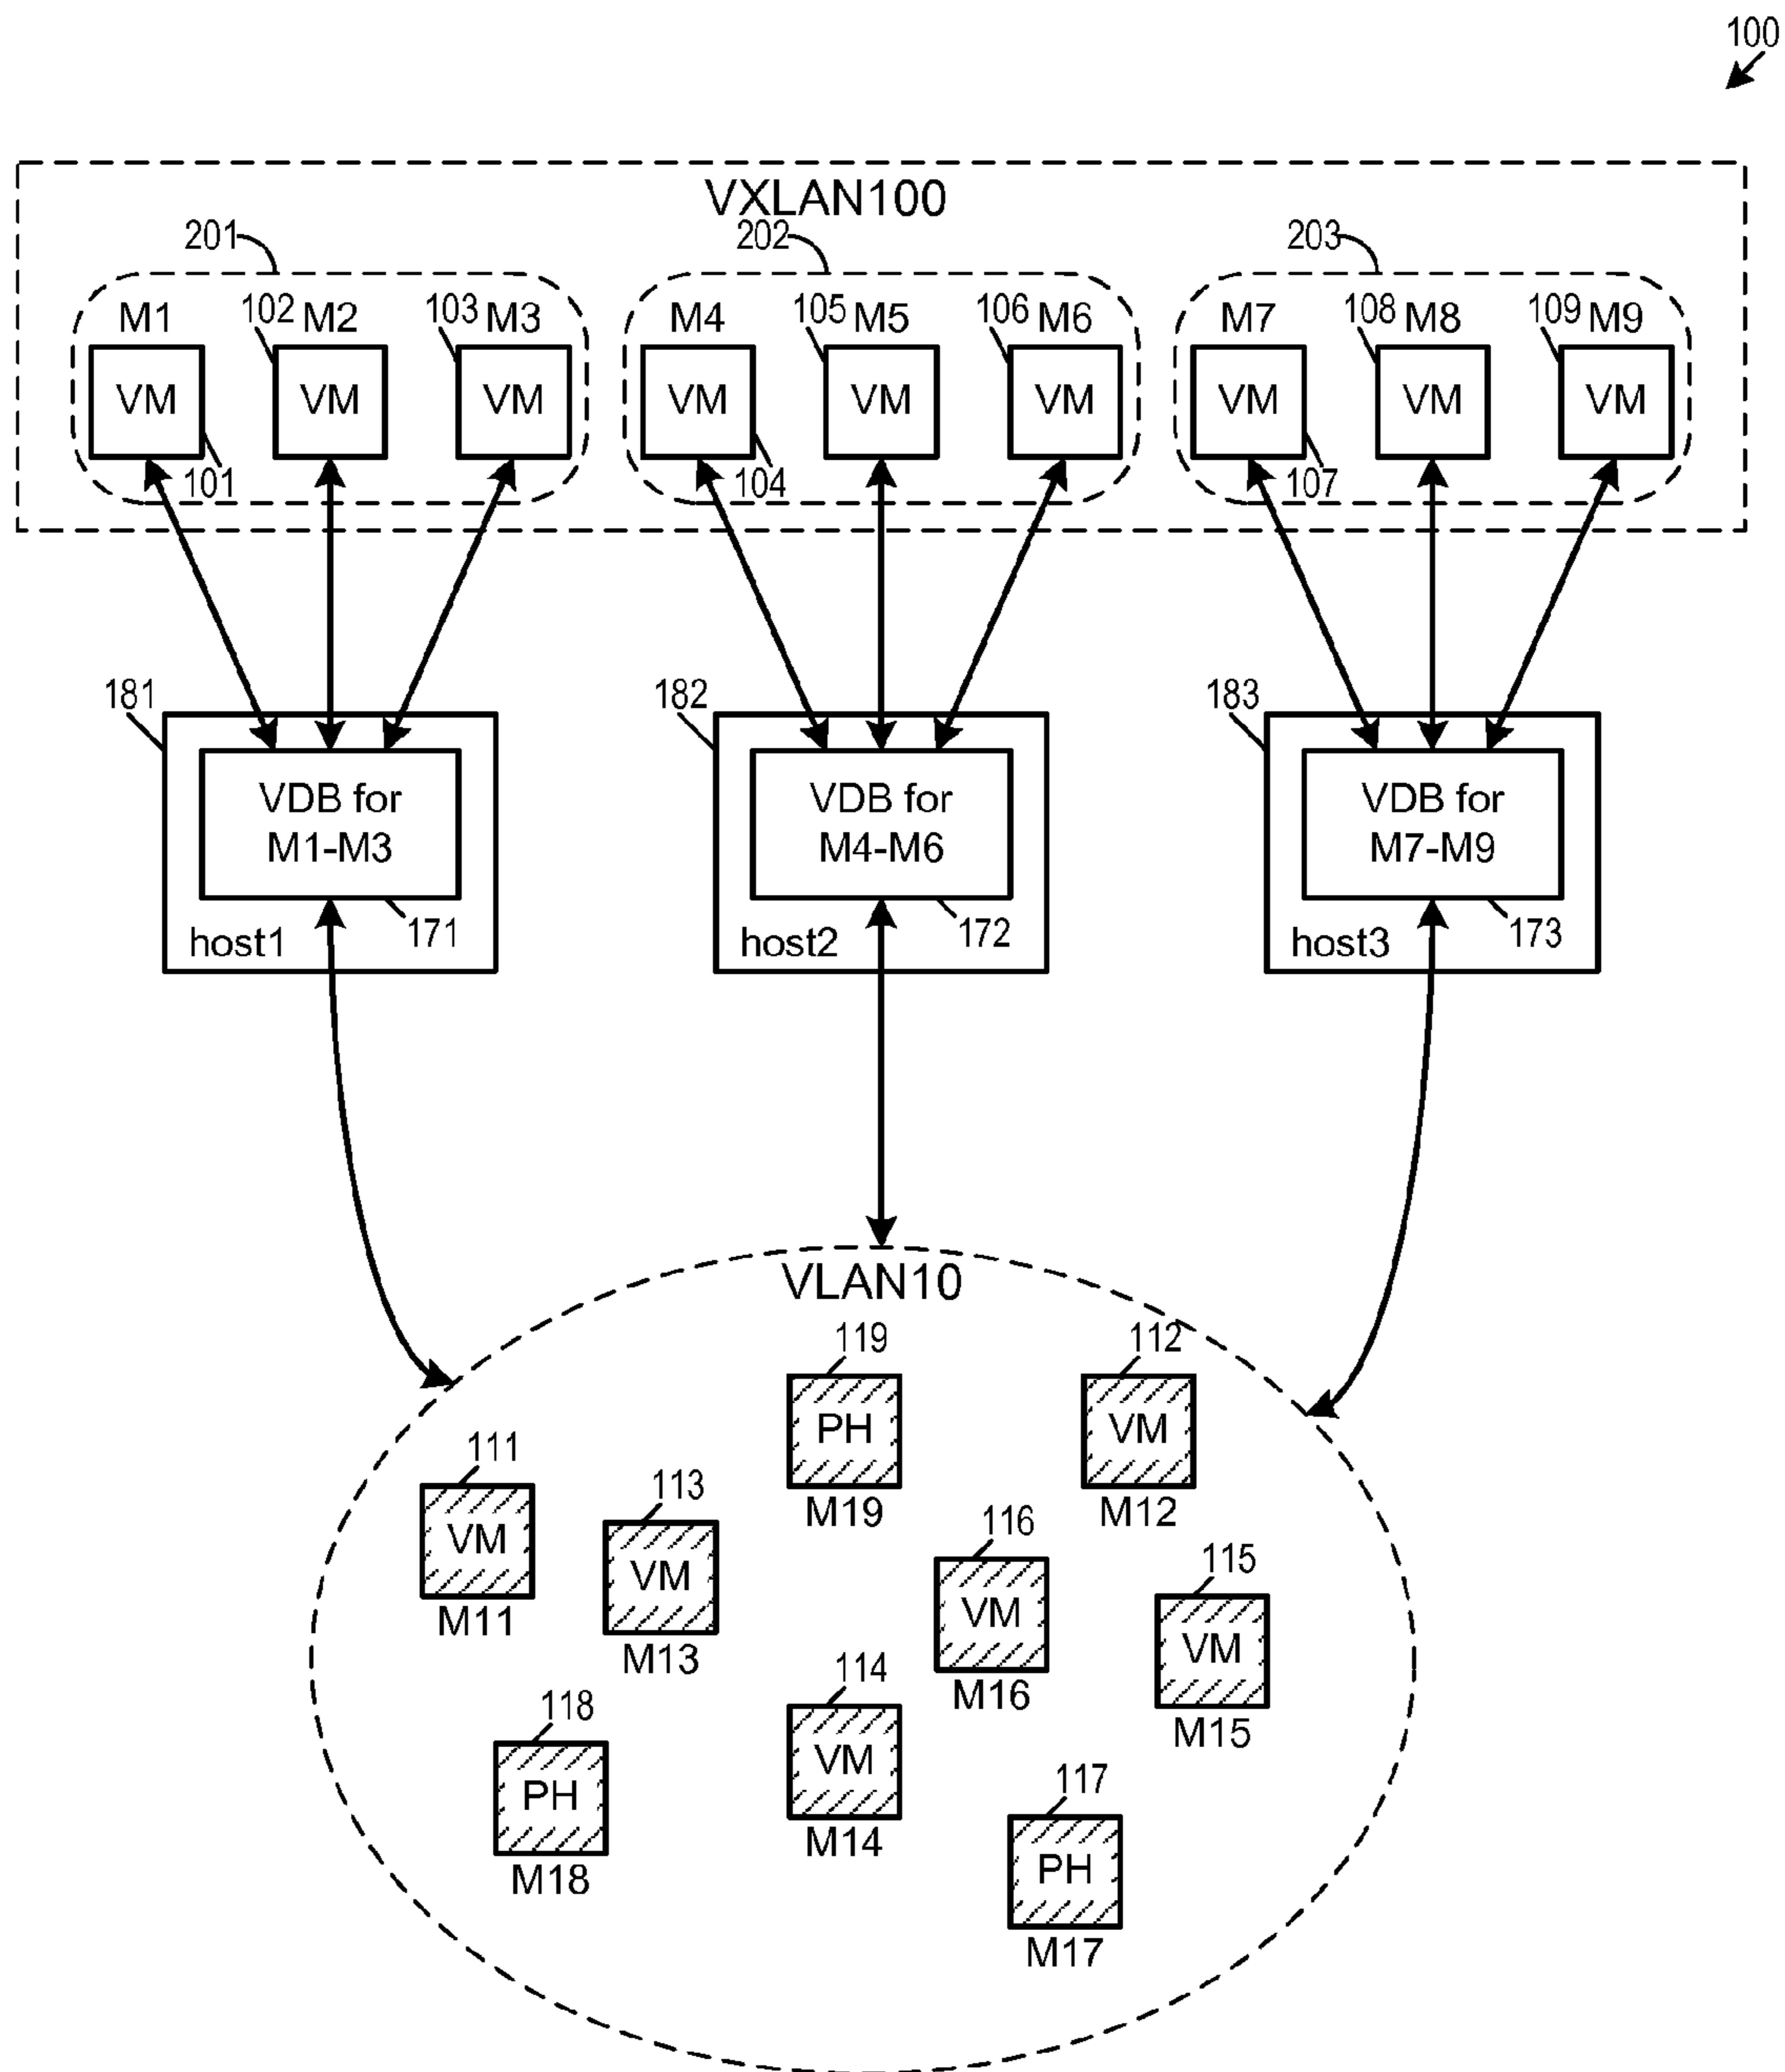 100
VXLAN100
201 202 203
M1 102 M2 103 M3 M4 105 M5 106 M6 M7 108 M8 109 M9
VM VM VM VM VM VM VM VM VM
101 104 107
181 182 183
VDB for
M1-M3
VDB for
M4-M6
VDB for
M7-M9
host1 171 host2 172 host3 173
VLAN10
119 112
PH VM
M19 M12
111
VM
M11
113
VM
M13
116
VM
M16
115
VM
M15
118
PH
M18
114
VM
M14
117
PH
M17